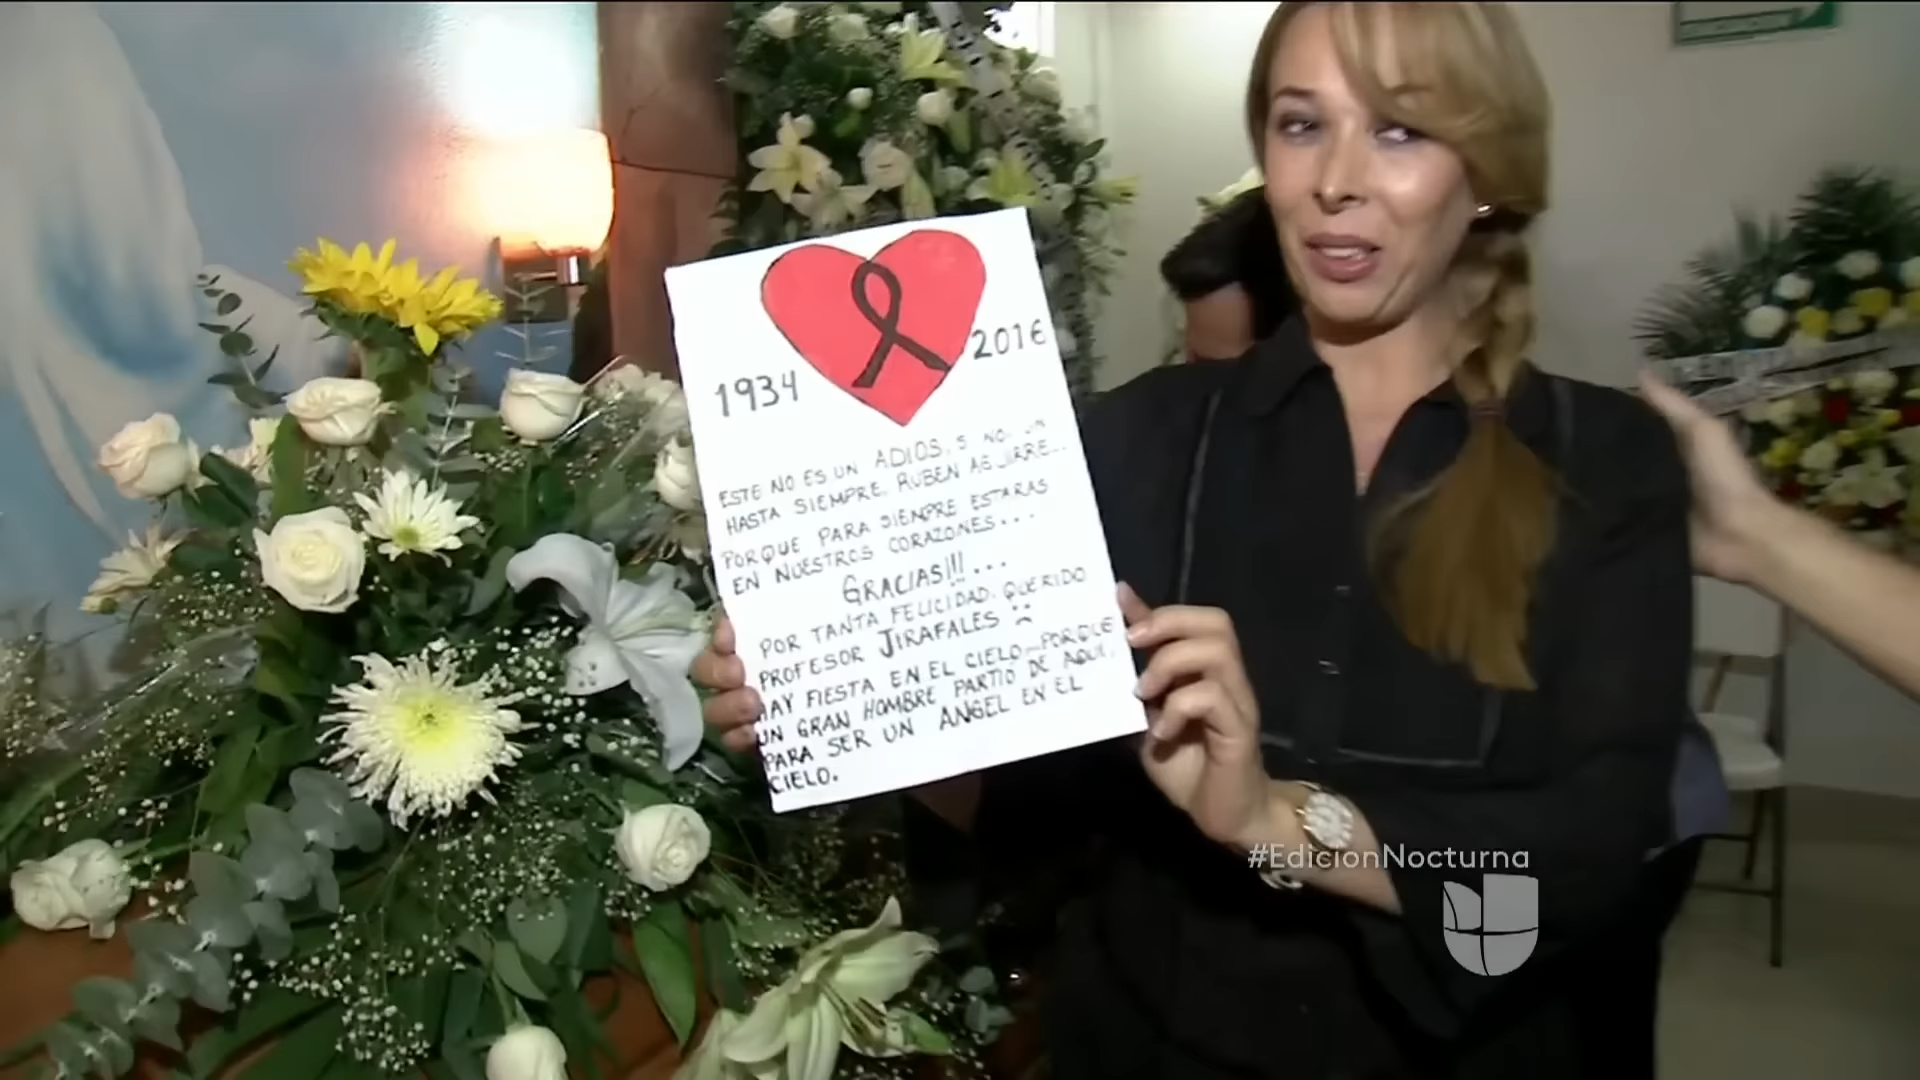 1934
2016
ESTE NO ES UN ADIOS, SI NO, UN
HASTA SIEMPRE, RUBEN AGUIRRE...
PORQUE PARA SIEMPRE ESTARAS
EN NUESTROS CORAZONES...
GRACIAS!!!...
POR TANTA FELICIDAD, QUERIDO
PROFESOR JIRAFALES
HAY FIESTA EN EL CIELO...PORQUE
UN GRAN HOMBRE PARTIO DE AQUI,
PARA SER UN ANGEL EN EL
CIELO.
#EdicionNocturna